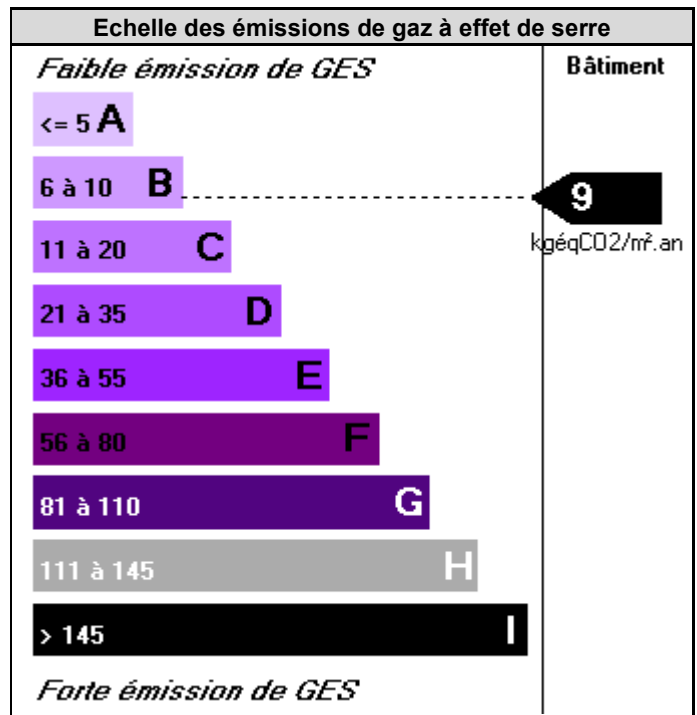 Echelle des émissions de gaz à effet de serre
Faible émission de GES
Bâtiment
<= 5 A
6 à 10 B
9
kgéqCO2/m².an
11 à 20 C
21 à 35 D
36 à 55 E
56 à 80 F
81 à 110 G
111 à 145 H
> 145 I
Forte émission de GES